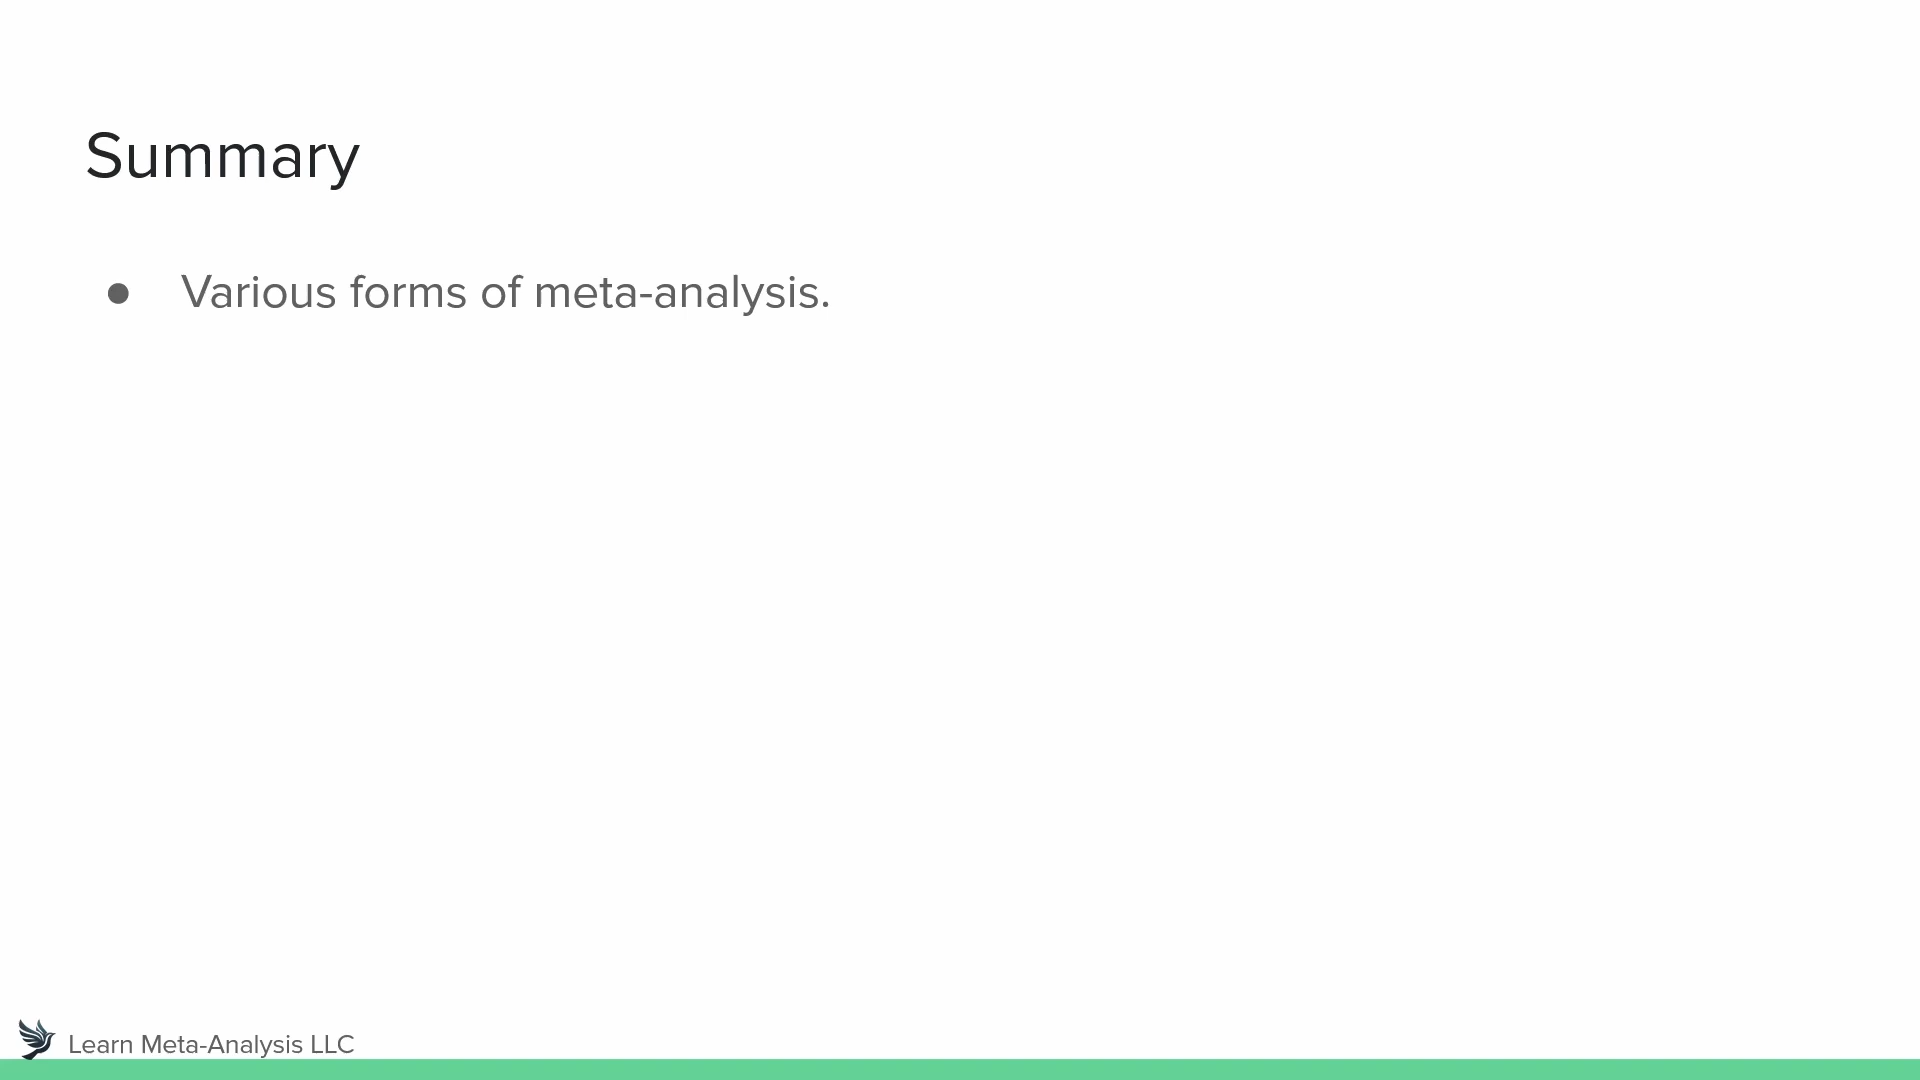 Summary
● Various forms of meta-analysis.
Learn Meta-Analysis LLC